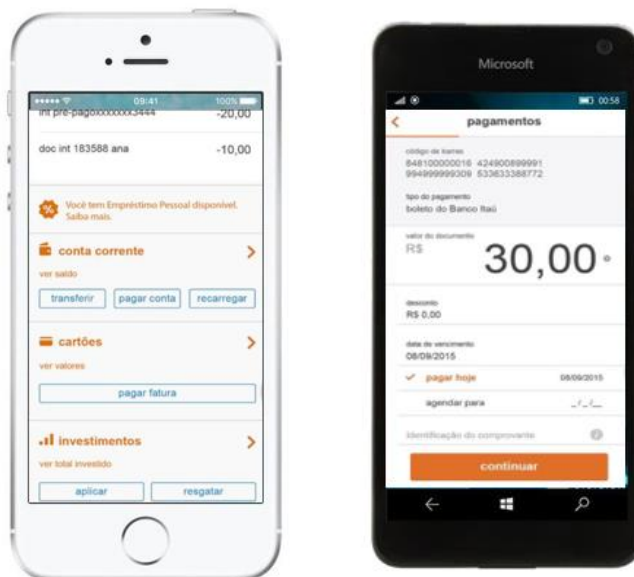 09:41
100%
int pre-pagoxxxxxxx3444 -20,00
doc int 183588 ana -10,00
Você tem Empréstimo Pessoal disponível.
Saiba mais.
conta corrente
ver saldo
transferir pagar conta recarregar
cartões
ver valores
pagar fatura
investimentos
ver total investido
aplicar resgatar
Microsoft
00:58
pagamentos
código de barras
848100000016 424900899991
994999999309 533633388772
tipo do pagamento
boleto do Banco Itaú
valor do documento
R$ 30,00
desconto
R$ 0,00
data de vencimento
08/09/2015
pagar hoje 08/09/2015
agendar para _/_/__
Identificação do comprovante
continuar